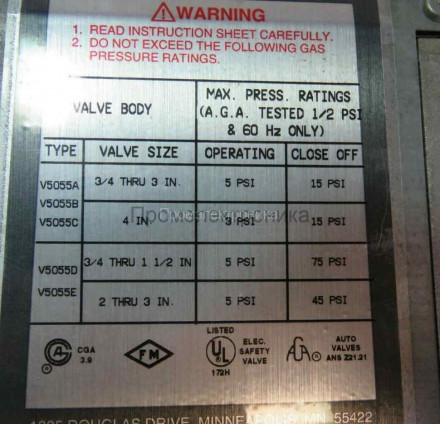 WARNING
1. READ INSTRUCTION SHEET CAREFULLY.
2. DO NOT EXCEED THE FOLLOWING GAS
PRESSURE RATINGS.
VALVE BODY
MAX. PRESS. RATINGS
(A.G.A. TESTED 1/2 PSI
& 60 Hz ONLY)
TYPE VALVE SIZE OPERATING CLOSE OFF
V5055A
V5055B
V5055C
3/4 THRU 3 IN. 5 PSI 15 PSI
4 IN. 3 PSI 15 PSI
Промэлектроника
V5055D
V5055E
3/4 THRU 1 1/2 IN 5 PSI 75 PSI
2 THRU 3 IN. 5 PSI 45 PSI
CGA
3.9
FM
LISTED
UL
172H
ELEC.
SAFETY
VALVE
AUTO
VALVES
ANS Z21.21
DOUGLAS DRIVE, MINNEAPOLIS, MN 55422